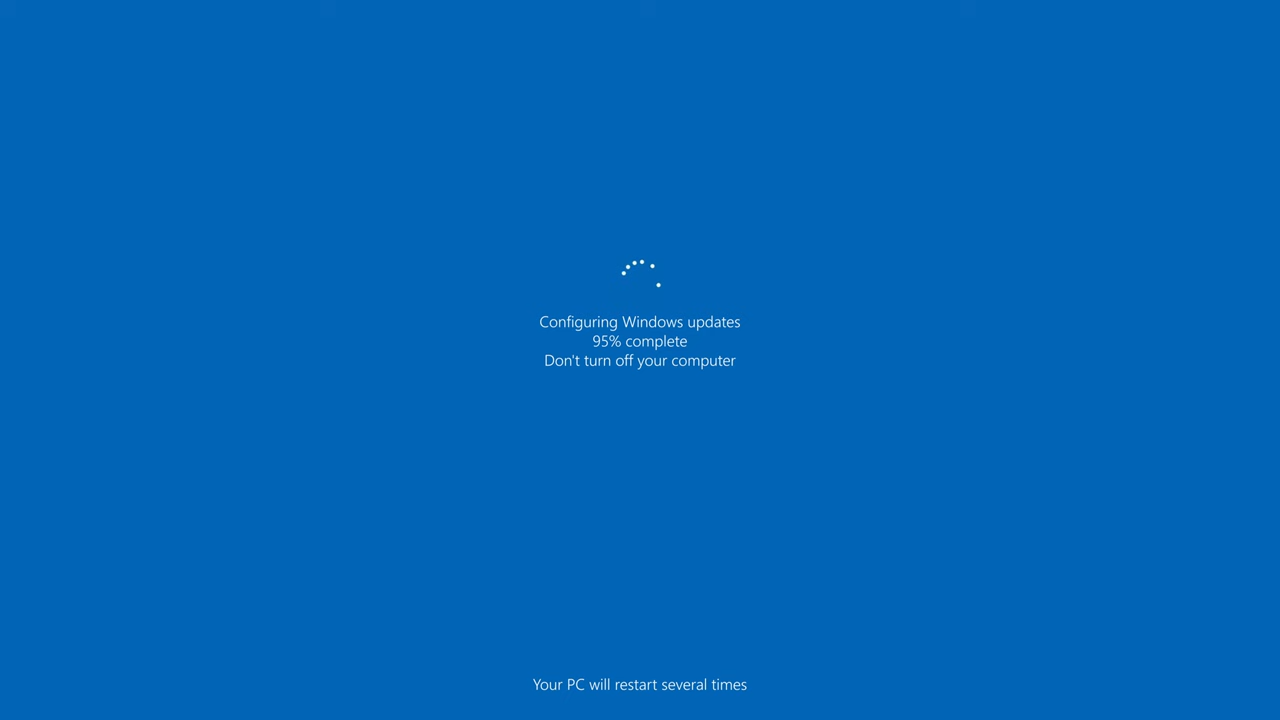 Configuring Windows updates
95% complete
Don't turn off your computer
Your PC will restart several times